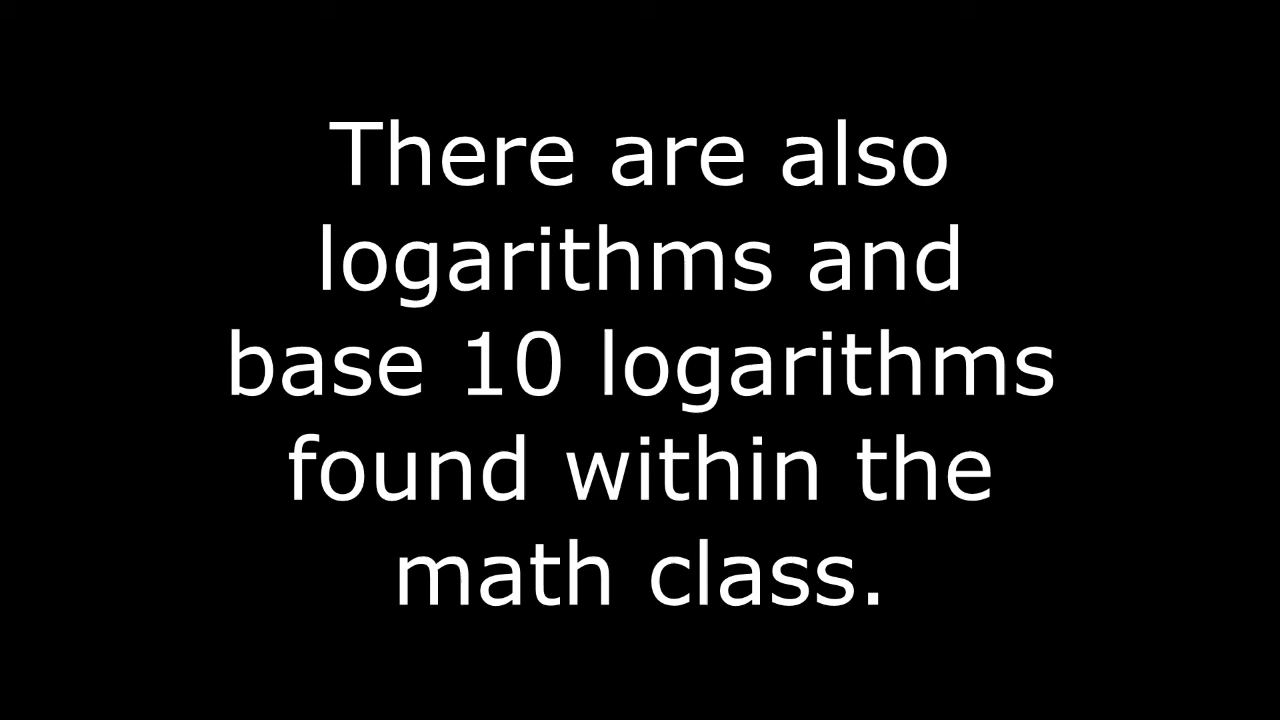 There are also
logarithms and
base 10 logarithms
found within the
math class.